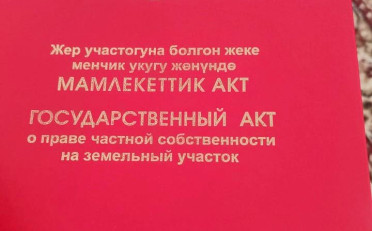 Жер участогуна болгон жеке
менчик укугу жөнүндө
МАМЛЕКЕТТИК АКТ
ГОСУДАРСТВЕННЫЙ АКТ
о праве частной собственности
на земельный участок